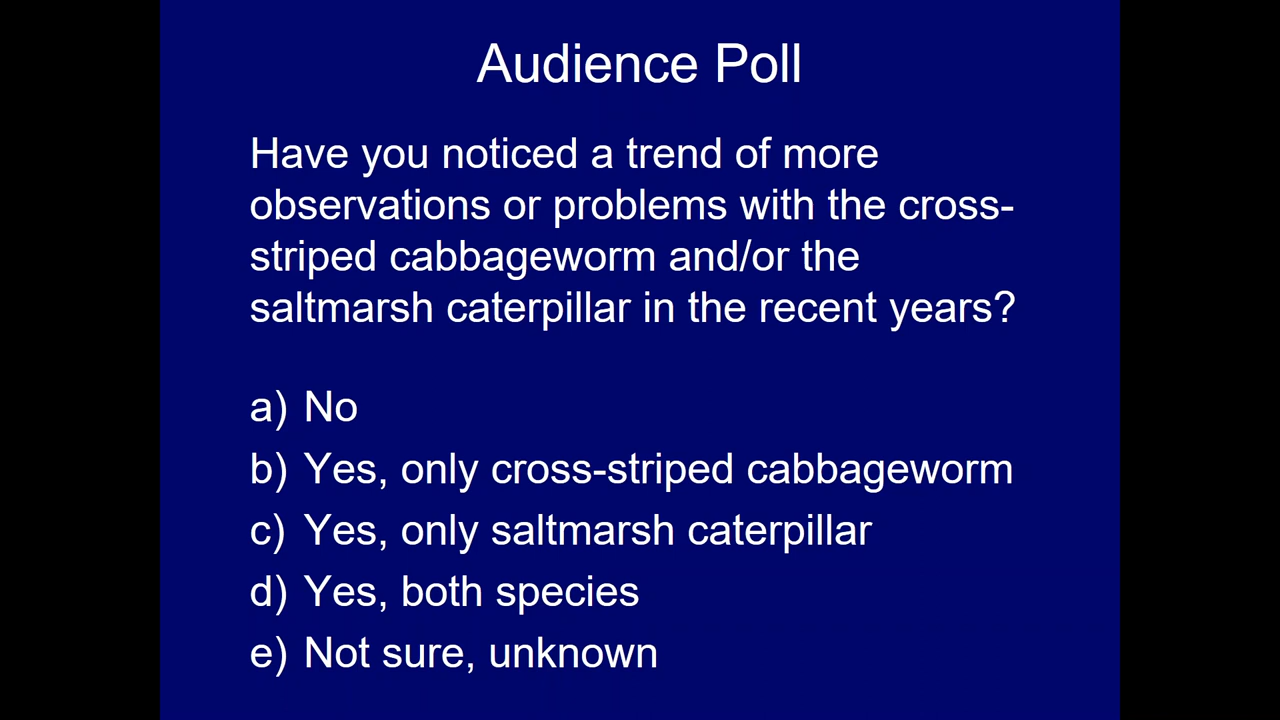 Audience Poll
Have you noticed a trend of more
observations or problems with the cross-
striped cabbageworm and/or the
saltmarsh caterpillar in the recent years?
a) No
b) Yes, only cross-striped cabbageworm
c) Yes, only saltmarsh caterpillar
d) Yes, both species
e) Not sure, unknown